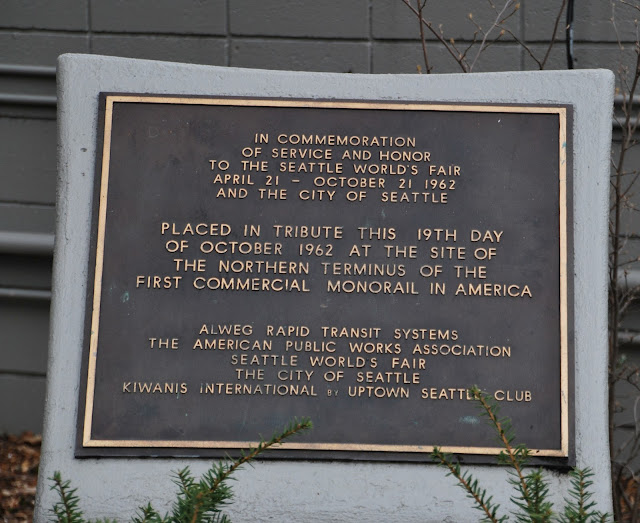 IN COMMEMORATION
OF SERVICE AND HONOR
TO THE SEATTLE WORLD'S FAIR
APRIL 21 - OCTOBER 21 1962
AND THE CITY OF SEATTLE
PLACED IN TRIBUTE THIS 19TH DAY
OF OCTOBER 1962 AT THE SITE OF
THE NORTHERN TERMINUS OF THE
FIRST COMMERCIAL MONORAIL IN AMERICA
ALWEG RAPID TRANSIT SYSTEMS
THE AMERICAN PUBLIC WORKS ASSOCIATION
SEATTLE WORLD'S FAIR
THE CITY OF SEATTLE
KIWANIS INTERNATIONAL BY UPTOWN SEATTLE CLUB